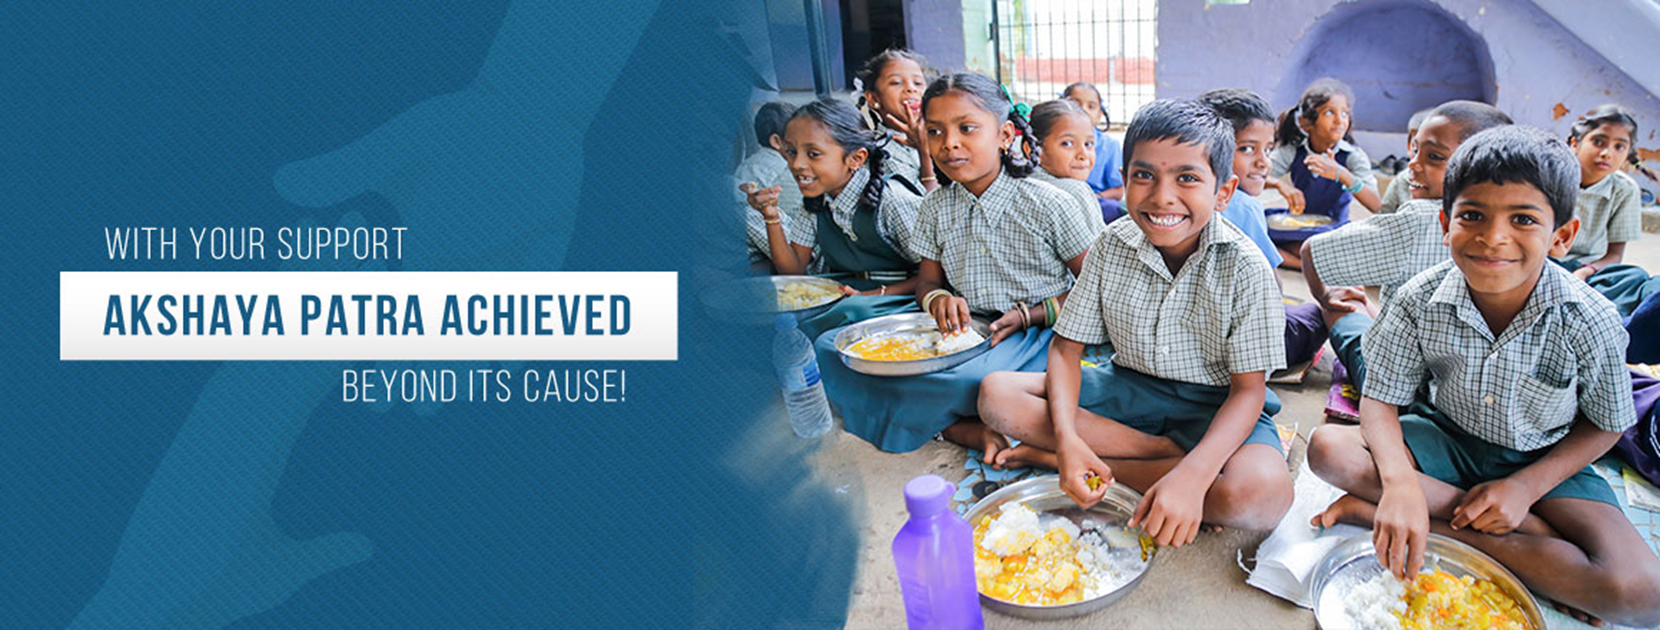 WITH YOUR SUPPORT
AKSHAYA PATRA ACHIEVED
BEYOND ITS CAUSE!